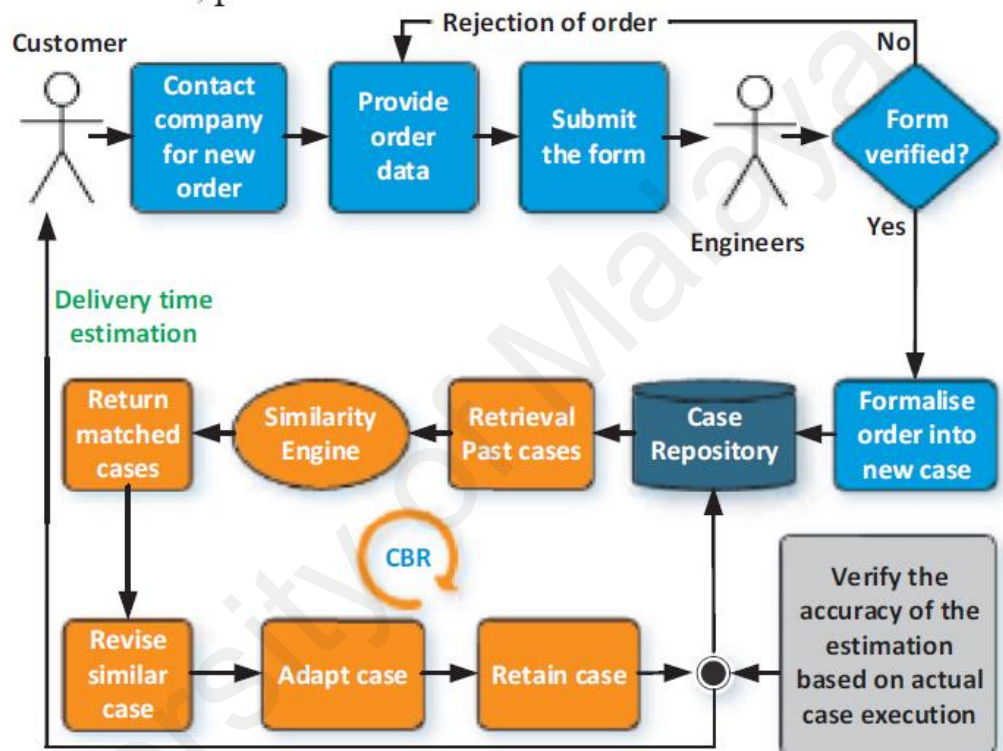 Rejection of order
Customer
No
Contact
company
for new
order
Provide
order
data
Submit
the form
Form
verified?
Engineers
Yes
Delivery time
estimation
Return
matched
cases
Similarity
Engine
Retrieval
Past cases
Case
Repository
Formalise
order into
new case
CBR
Revise
similar
case
Adapt case
Retain case
Verify the
accuracy of the
estimation
based on actual
case execution
University of Malaya